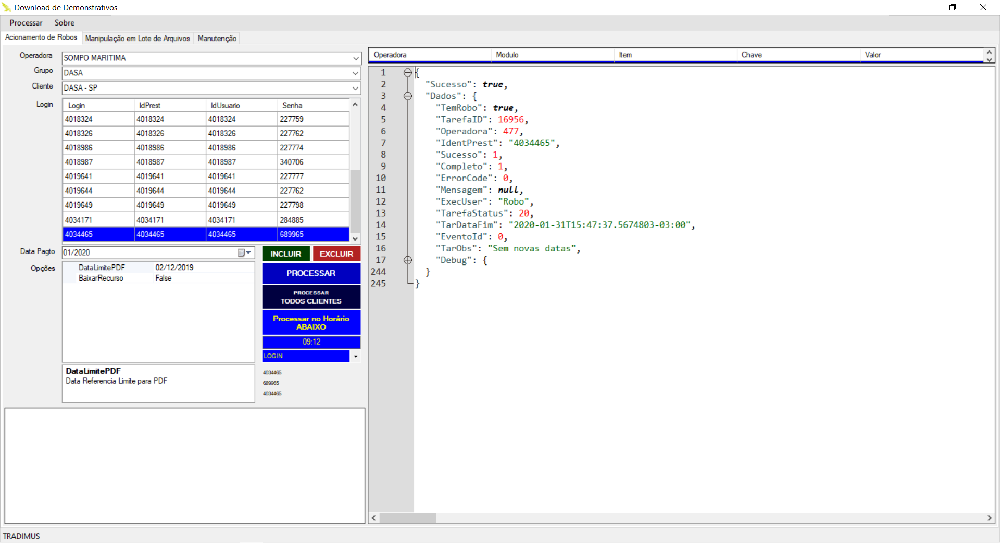 Download de Demonstrativos
Processar Sobre
Acionamento de Robos Manipulação em Lote de Arquivos Manutenção
Operadora SOMPO MARITIMA
Grupo DASA
Cliente DASA - SP
Login
Login IdPrest IdUsuario Senha
4018324 4018324 4018324 227759
4018326 4018326 4018326 227762
4018986 4018986 4018986 227774
4018987 4018987 4018987 340706
4019641 4019641 4019641 227777
4019644 4019644 4019644 227762
4019649 4019649 4019649 227798
4034171 4034171 4034171 284885
4034465 4034465 4034465 689965
Data Pagto 01/2020
Opções
DataLimitePDF 02/12/2019
BaixarRecurso False
DataLimitePDF
Data Referencia Limite para PDF
INCLUIR EXCLUIR
PROCESSAR
PROCESSAR
TODOS CLIENTES
Processar no Horário
ABAIXO
09:12
LOGIN
4034465
689965
4034465
Operadora Modulo Item Chave Valor
1 {
2 "Sucesso": true,
3 "Dados": {
4 "TemRobo": true,
5 "TarefaID": 16956,
6 "Operadora": 477,
7 "IdentPrest": "4034465",
8 "Sucesso": 1,
9 "Completo": 1,
10 "ErrorCode": 0,
11 "Mensagem": null,
12 "ExecUser": "Robo",
13 "TarefaStatus": 20,
14 "TarDataFim": "2020-01-31T15:47:37.5674803-03:00",
15 "EventoId": 0,
16 "TarObs": "Sem novas datas",
17 "Debug": {
244 }
245 }
TRADIMUS